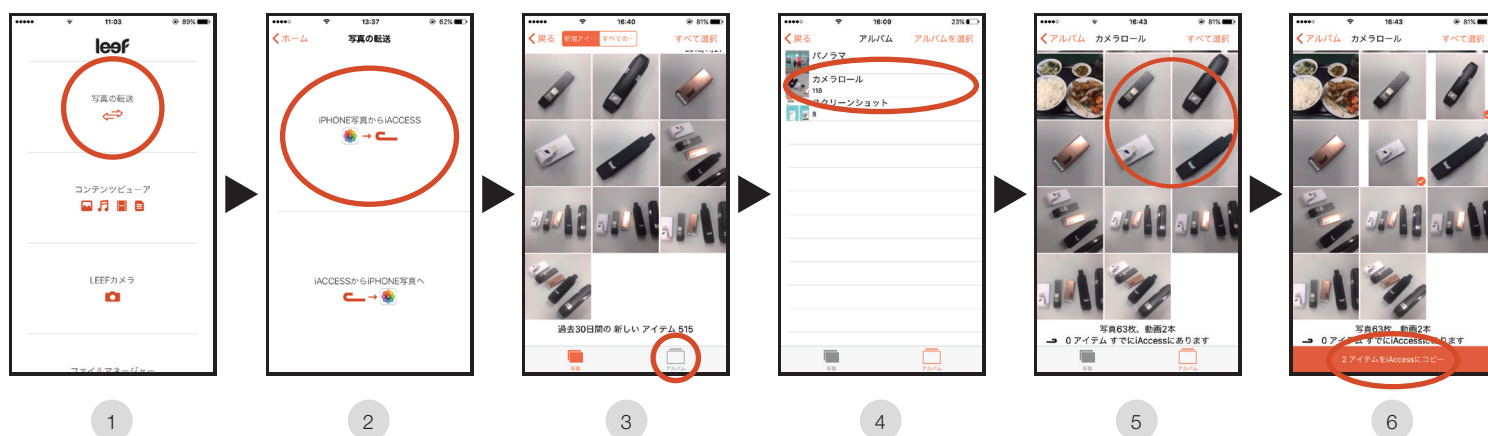 11:03
89%
leef
写真の転送
コンテンツビューア
LEEFカメラ
ファイルマネージャー
1
13:37
62%
ホーム
写真の転送
iPHONE写真からiACCESS
iACCESSからiPHONE写真へ
2
16:40
81%
戻る
新規アイ…
すべての…
すべて選択
過去30日間の 新しい アイテム 515
写真
アルバム
3
16:09
23%
戻る
アルバム
アルバムを選択
パノラマ
カメラロール
118
スクリーンショット
8
写真
アルバム
4
16:43
81%
アルバム
カメラロール
すべて選択
写真63枚、動画2本
0 アイテム すでにiAccessにあります
写真
アルバム
5
16:43
81%
アルバム
カメラロール
すべて選択
写真63枚、動画2本
0 アイテム すでにiAccessにあります
2 アイテムをiAccessにコピー
6